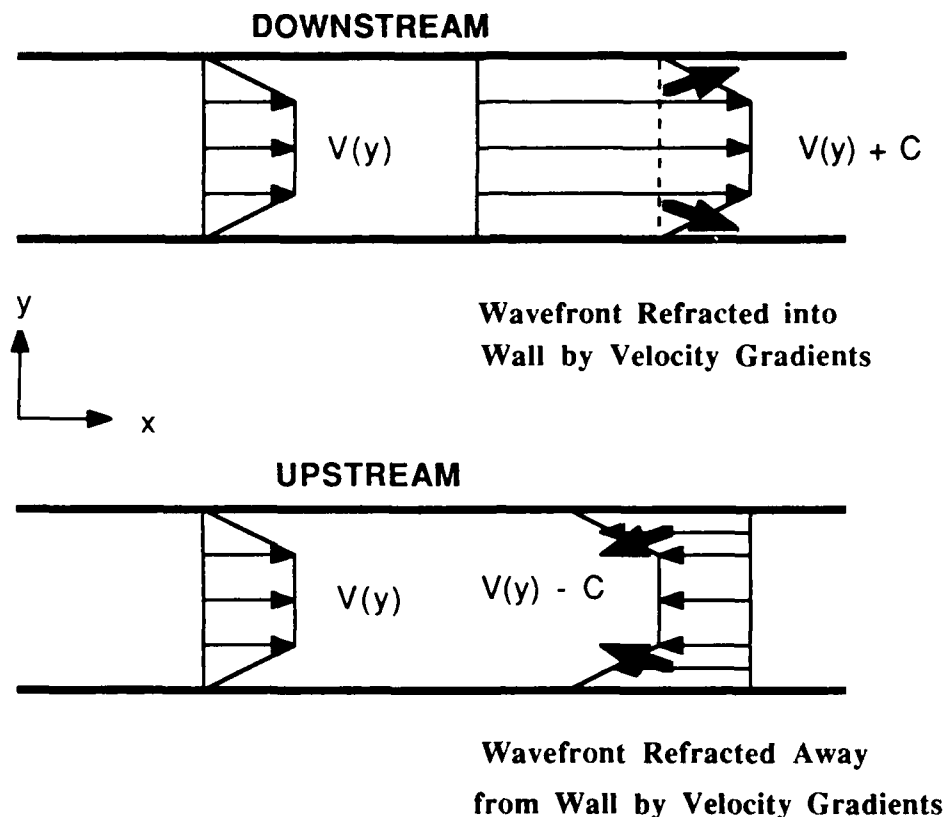 DOWNSTREAM
V(y)
V(y) + C
Wavefront Refracted into
Wall by Velocity Gradients
y
x
UPSTREAM
V(y)
V(y) - C
Wavefront Refracted Away
from Wall by Velocity Gradients